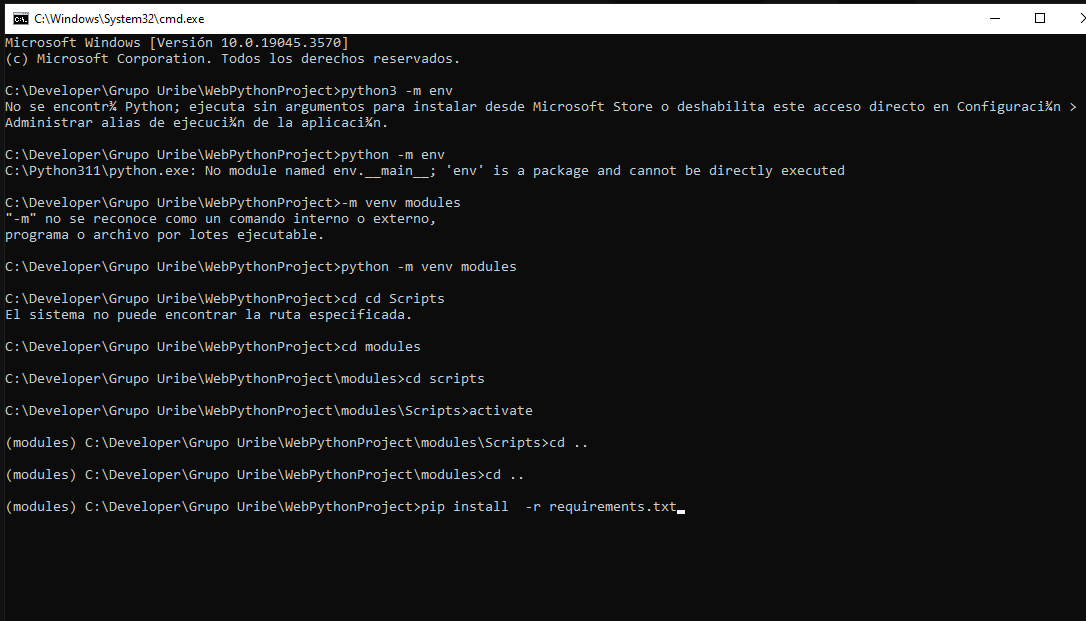 C:\Windows\System32\cmd.exe
Microsoft Windows [Versión 10.0.19045.3570]
(c) Microsoft Corporation. Todos los derechos reservados.
C:\Developer\Grupo Uribe\WebPythonProject>python3 -m env
No se encontr¾ Python; ejecuta sin argumentos para instalar desde Microsoft Store o deshabilita este acceso directo en Configuraci¾n >
Administrar alias de ejecuci¾n de la aplicaci¾n.
C:\Developer\Grupo Uribe\WebPythonProject>python -m env
C:\Python311\python.exe: No module named env.__main__; 'env' is a package and cannot be directly executed
C:\Developer\Grupo Uribe\WebPythonProject>-m venv modules
"-m" no se reconoce como un comando interno o externo,
programa o archivo por lotes ejecutable.
C:\Developer\Grupo Uribe\WebPythonProject>python -m venv modules
C:\Developer\Grupo Uribe\WebPythonProject>cd cd Scripts
El sistema no puede encontrar la ruta especificada.
C:\Developer\Grupo Uribe\WebPythonProject>cd modules
C:\Developer\Grupo Uribe\WebPythonProject\modules>cd scripts
C:\Developer\Grupo Uribe\WebPythonProject\modules\Scripts>activate
(modules) C:\Developer\Grupo Uribe\WebPythonProject\modules\Scripts>cd ..
(modules) C:\Developer\Grupo Uribe\WebPythonProject\modules>cd ..
(modules) C:\Developer\Grupo Uribe\WebPythonProject>pip install  -r requirements.txt